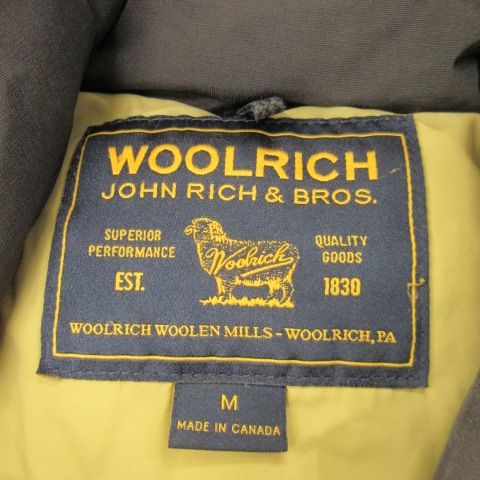 WOOLRICH
JOHN RICH & BROS.
SUPERIOR
PERFORMANCE
EST.
Woolrich
QUALITY
GOODS
1830
WOOLRICH WOOLEN MILLS - WOOLRICH, PA
M
MADE IN CANADA